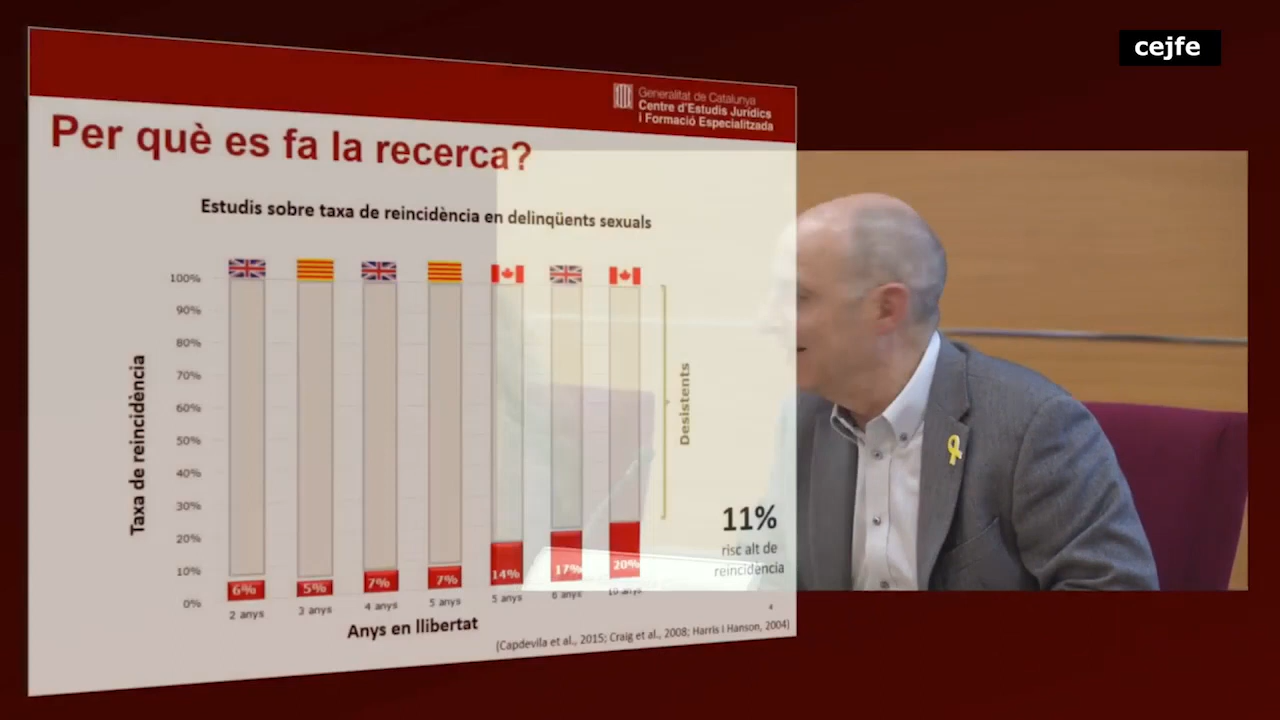 cejfe
Generalitat de Catalunya
Centre d'Estudis Jurídics
i Formació Especialitzada
Per què es fa la recerca?
Estudis sobre taxa de reincidència en delinqüents sexuals
100%
90%
80%
70%
60%
50%
40%
30%
20%
10%
0%
Taxa de reincidència
6%
5%
7%
7%
14%
17%
20%
2 anys
3 anys
4 anys
5 anys
5 anys
6 anys
10 anys
Anys en llibertat
Desistents
11%
risc alt de
reincidència
4
(Capdevila et al., 2015; Craig et al., 2008; Harris i Hanson, 2004)